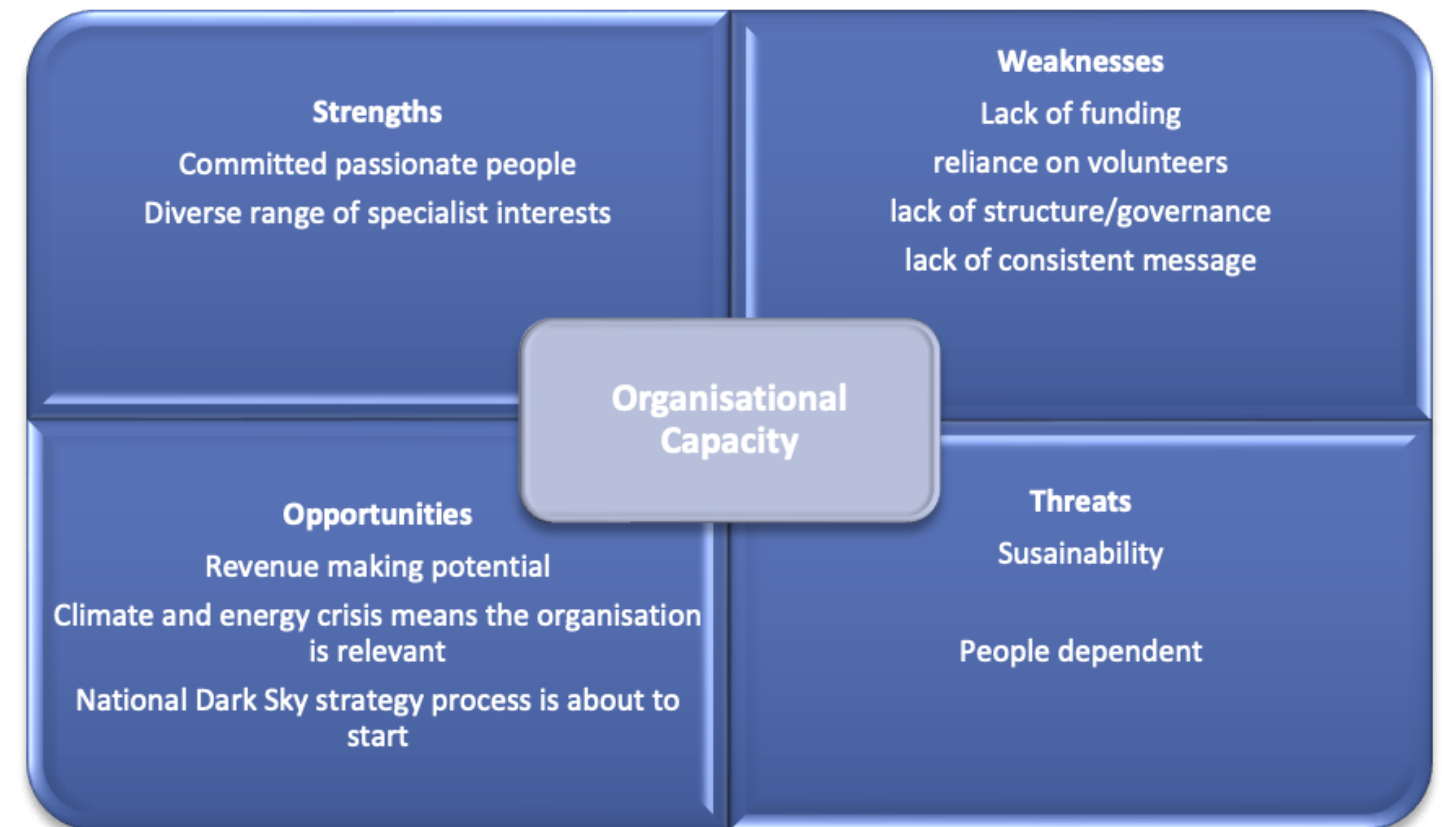 Strengths
Committed passionate people
Diverse range of specialist interests
Weaknesses
Lack of funding
reliance on volunteers
lack of structure/governance
lack of consistent message
Organisational
Capacity
Opportunities
Revenue making potential
Climate and energy crisis means the organisation
is relevant
National Dark Sky strategy process is about to
start
Threats
Susainability
People dependent